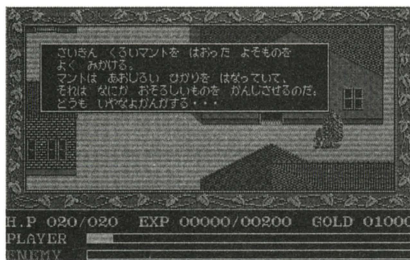 さいきん くろいマントを はおった よそものを
よく みかける。
マントは あおじろい ひかりを はなっていて、
それは なにか おそろしいものを かんじさせるのだ。
どうも いやなよかんがする・・・
H.P 020/020 EXP 00000/00200 GOLD 01000
PLAYER
ENEMY